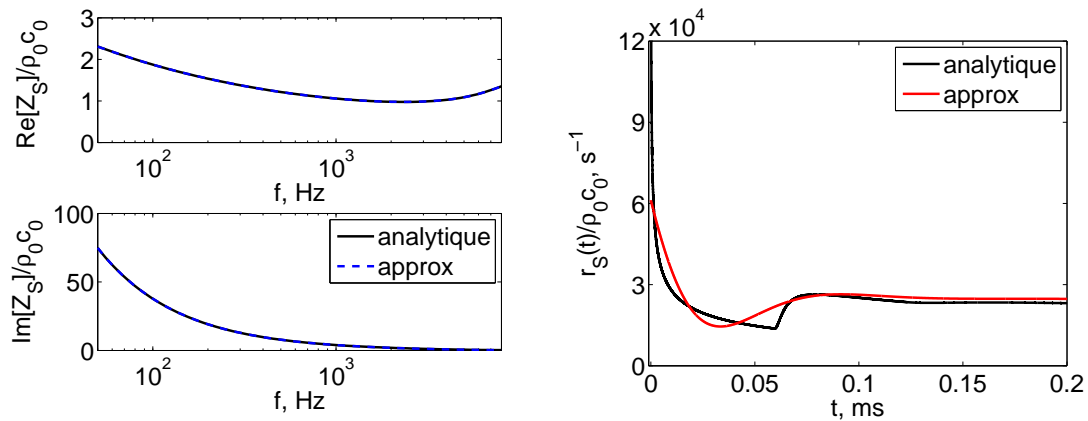 3
2
1
0
Re[Z_S]/ρ_0c_0
10^2
10^3
f, Hz
100
50
0
Im[Z_S]/ρ_0c_0
analytique
approx
10^2
10^3
f, Hz
x 10^4
12
9
6
3
0
r_S(t)/ρ_0c_0, s^{-1}
analytique
approx
0
0.05
0.1
0.15
0.2
t, ms